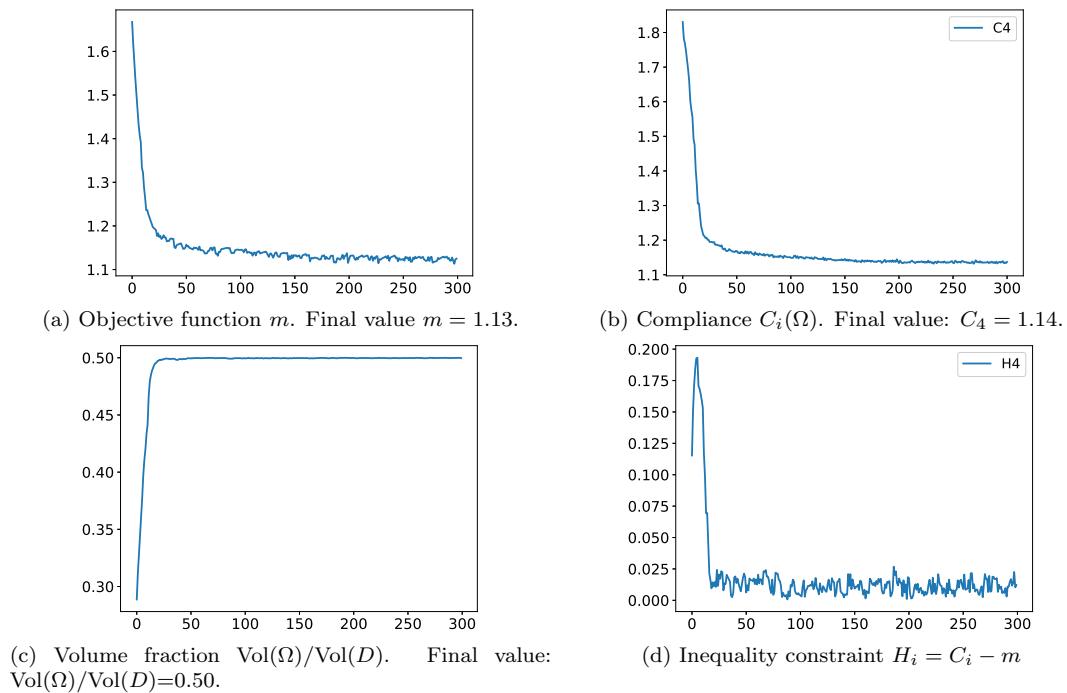 1.6
1.5
1.4
1.3
1.2
1.1
0 50 100 150 200 250 300
(a) Objective function m. Final value m = 1.13.
C4
1.8
1.7
1.6
1.5
1.4
1.3
1.2
1.1
0 50 100 150 200 250 300
(b) Compliance C_i(Ω). Final value: C_4 = 1.14.
0.50
0.45
0.40
0.35
0.30
0 50 100 150 200 250 300
(c) Volume fraction Vol(Ω)/Vol(D). Final value:
Vol(Ω)/Vol(D)=0.50.
H4
0.200
0.175
0.150
0.125
0.100
0.075
0.050
0.025
0.000
0 50 100 150 200 250 300
(d) Inequality constraint H_i = C_i − m